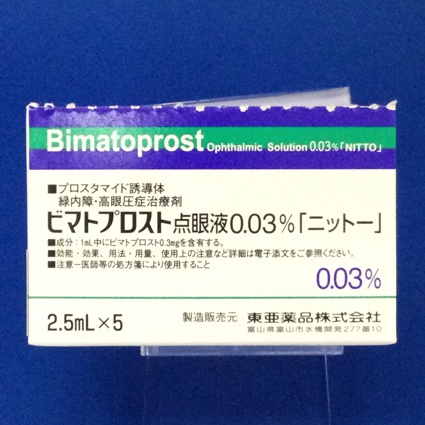 Bimatoprost Ophthalmic Solution 0.03%「NITTO」
■プロスタマイド誘導体
緑内障・高眼圧症治療剤
ビマトプロスト点眼液0.03%「ニットー」
■成分：1mL中にビマトプロスト0.3mgを含有する。
■効能・効果、用法・用量、使用上の注意など詳細は電子添文をご参照ください。
■注意－医師等の処方箋により使用すること
0.03%
2.5mL×5
製造販売元 東亜薬品株式会社
富山県富山市水橋開発277番10